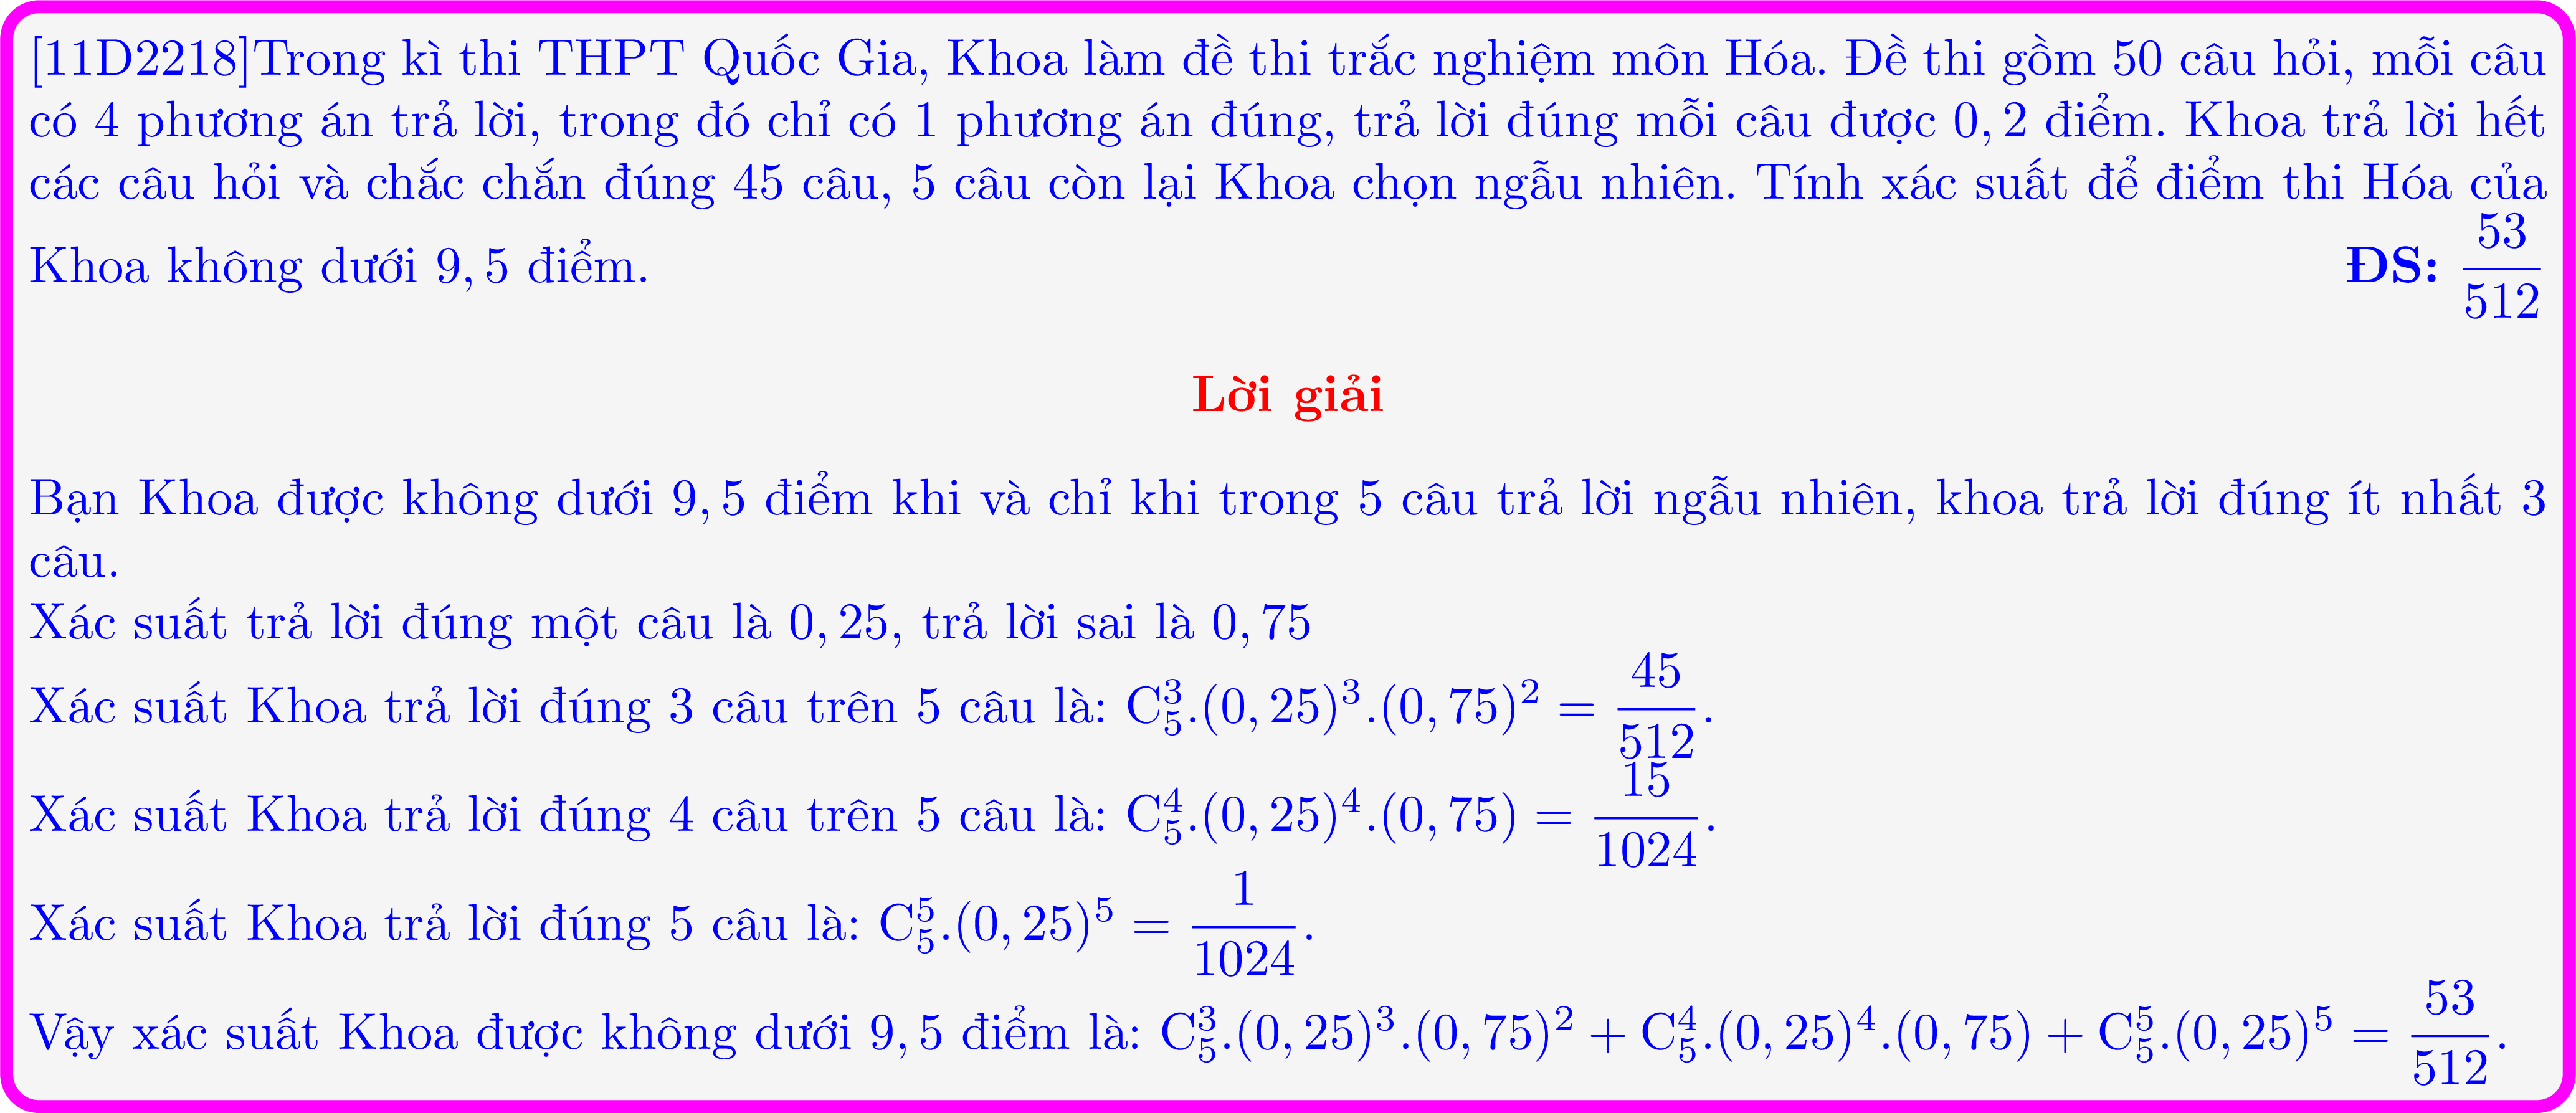 [11D2218]Trong kì thi THPT Quốc Gia, Khoa làm đề thi trắc nghiệm môn Hóa. Đề thi gồm 50 câu hỏi, mỗi câu
có 4 phương án trả lời, trong đó chỉ có 1 phương án đúng, trả lời đúng mỗi câu được 0, 2 điểm. Khoa trả lời hết
các câu hỏi và chắc chắn đúng 45 câu, 5 câu còn lại Khoa chọn ngẫu nhiên. Tính xác suất để điểm thi Hóa của
Khoa không dưới 9, 5 điểm. ĐS: $\frac{53}{512}$
Lời giải
Bạn Khoa được không dưới 9, 5 điểm khi và chỉ khi trong 5 câu trả lời ngẫu nhiên, khoa trả lời đúng ít nhất 3
câu.
Xác suất trả lời đúng một câu là 0, 25, trả lời sai là 0, 75
Xác suất Khoa trả lời đúng 3 câu trên 5 câu là: $C_5^3.(0, 25)^3.(0, 75)^2 = \frac{45}{512}$.
Xác suất Khoa trả lời đúng 4 câu trên 5 câu là: $C_5^4.(0, 25)^4.(0, 75) = \frac{15}{1024}$.
Xác suất Khoa trả lời đúng 5 câu là: $C_5^5.(0, 25)^5 = \frac{1}{1024}$.
Vậy xác suất Khoa được không dưới 9, 5 điểm là: $C_5^3.(0, 25)^3.(0, 75)^2 + C_5^4.(0, 25)^4.(0, 75) + C_5^5.(0, 25)^5 = \frac{53}{512}$.